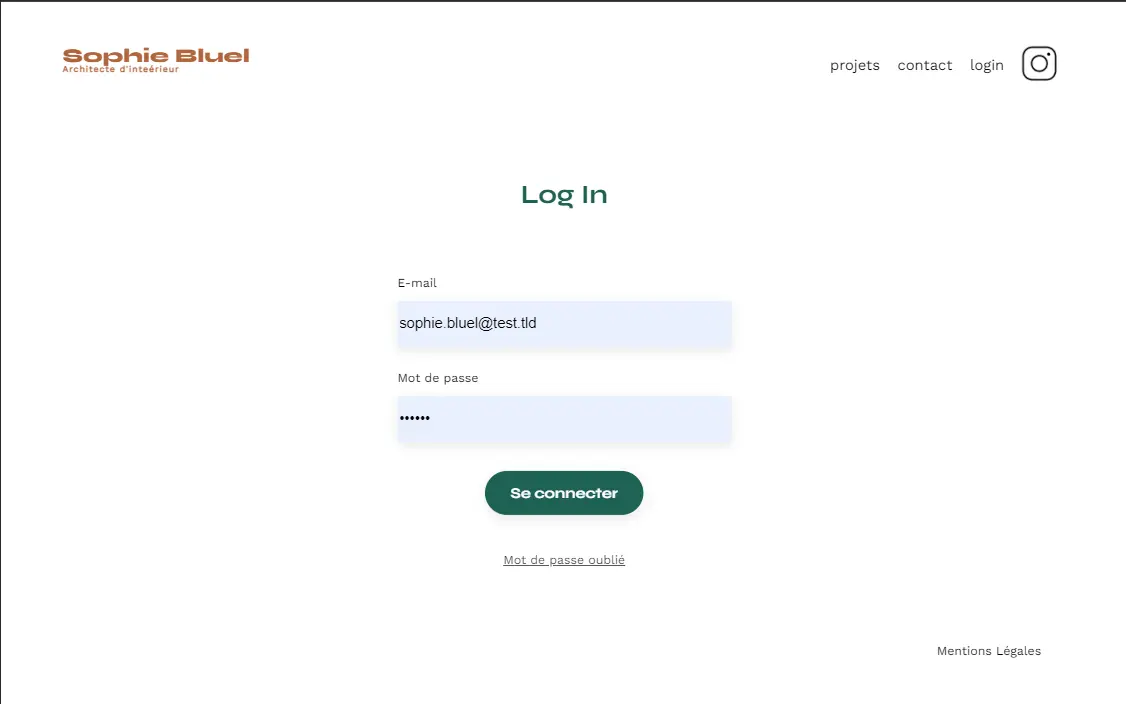 Sophie Bluel
Architecte d'inteérieur
projets contact login
Log In
E-mail
sophie.bluel@test.tld
Mot de passe
••••••
Se connecter
Mot de passe oublié
Mentions Légales